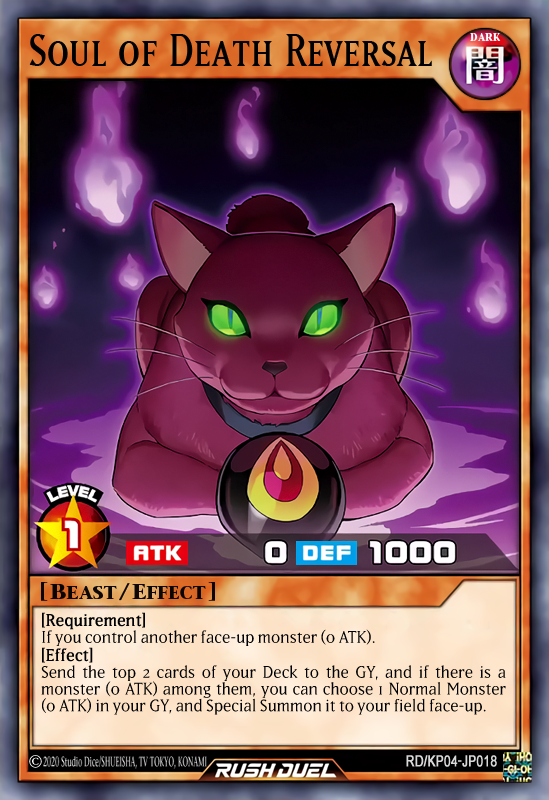 Soul of Death Reversal
DARK
闇
LEVEL
1
ATK 0 DEF 1000
[Beast/Effect]
[Requirement]
If you control another face-up monster (0 ATK).
[Effect]
Send the top 2 cards of your Deck to the GY, and if there is a
monster (0 ATK) among them, you can choose 1 Normal Monster
(0 ATK) in your GY, and Special Summon it to your field face-up.
©2020 Studio Dice/SHUEISHA, TV TOKYO, KONAMI
RUSH DUEL
RD/KP04-JP018